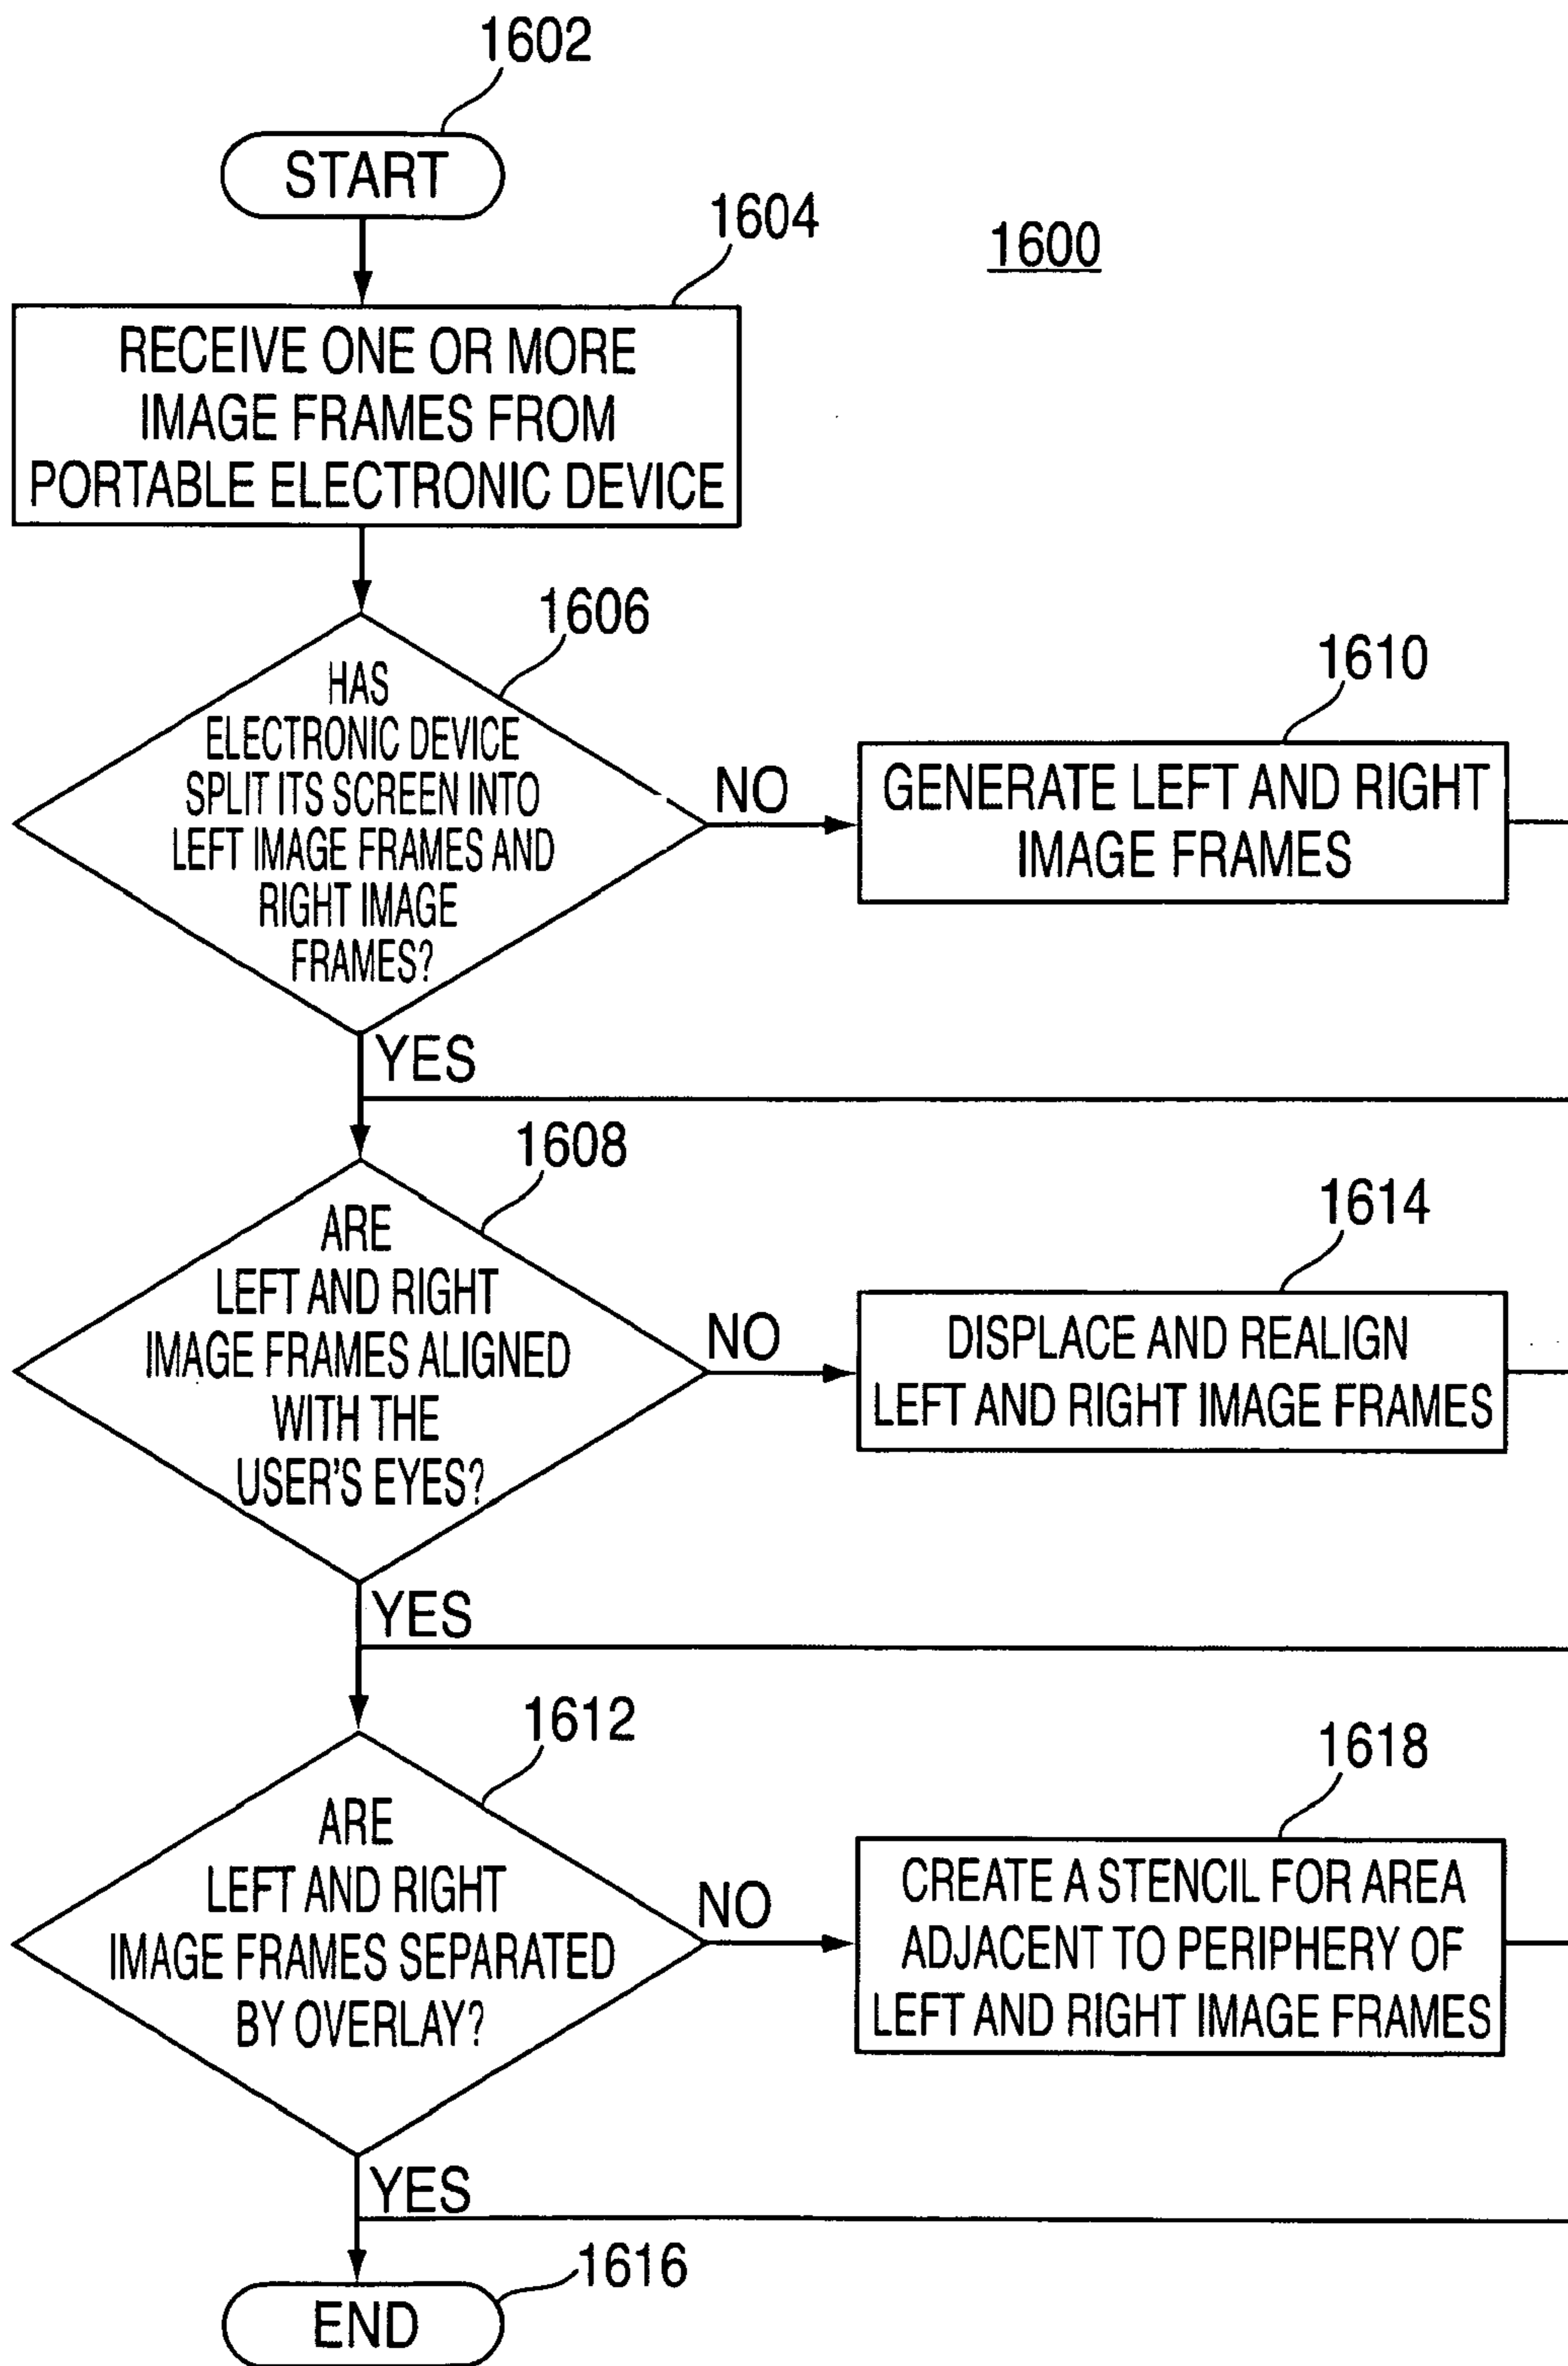 1602
START
1604
1600
RECEIVE ONE OR MORE
IMAGE FRAMES FROM
PORTABLE ELECTRONIC DEVICE
1606
HAS
ELECTRONIC DEVICE
SPLIT ITS SCREEN INTO
LEFT IMAGE FRAMES AND
RIGHT IMAGE
FRAMES?
NO
1610
GENERATE LEFT AND RIGHT
IMAGE FRAMES
YES
1608
ARE
LEFT AND RIGHT
IMAGE FRAMES ALIGNED
WITH THE
USER'S EYES?
NO
1614
DISPLACE AND REALIGN
LEFT AND RIGHT IMAGE FRAMES
YES
1612
ARE
LEFT AND RIGHT
IMAGE FRAMES SEPARATED
BY OVERLAY?
NO
1618
CREATE A STENCIL FOR AREA
ADJACENT TO PERIPHERY OF
LEFT AND RIGHT IMAGE FRAMES
YES
1616
END